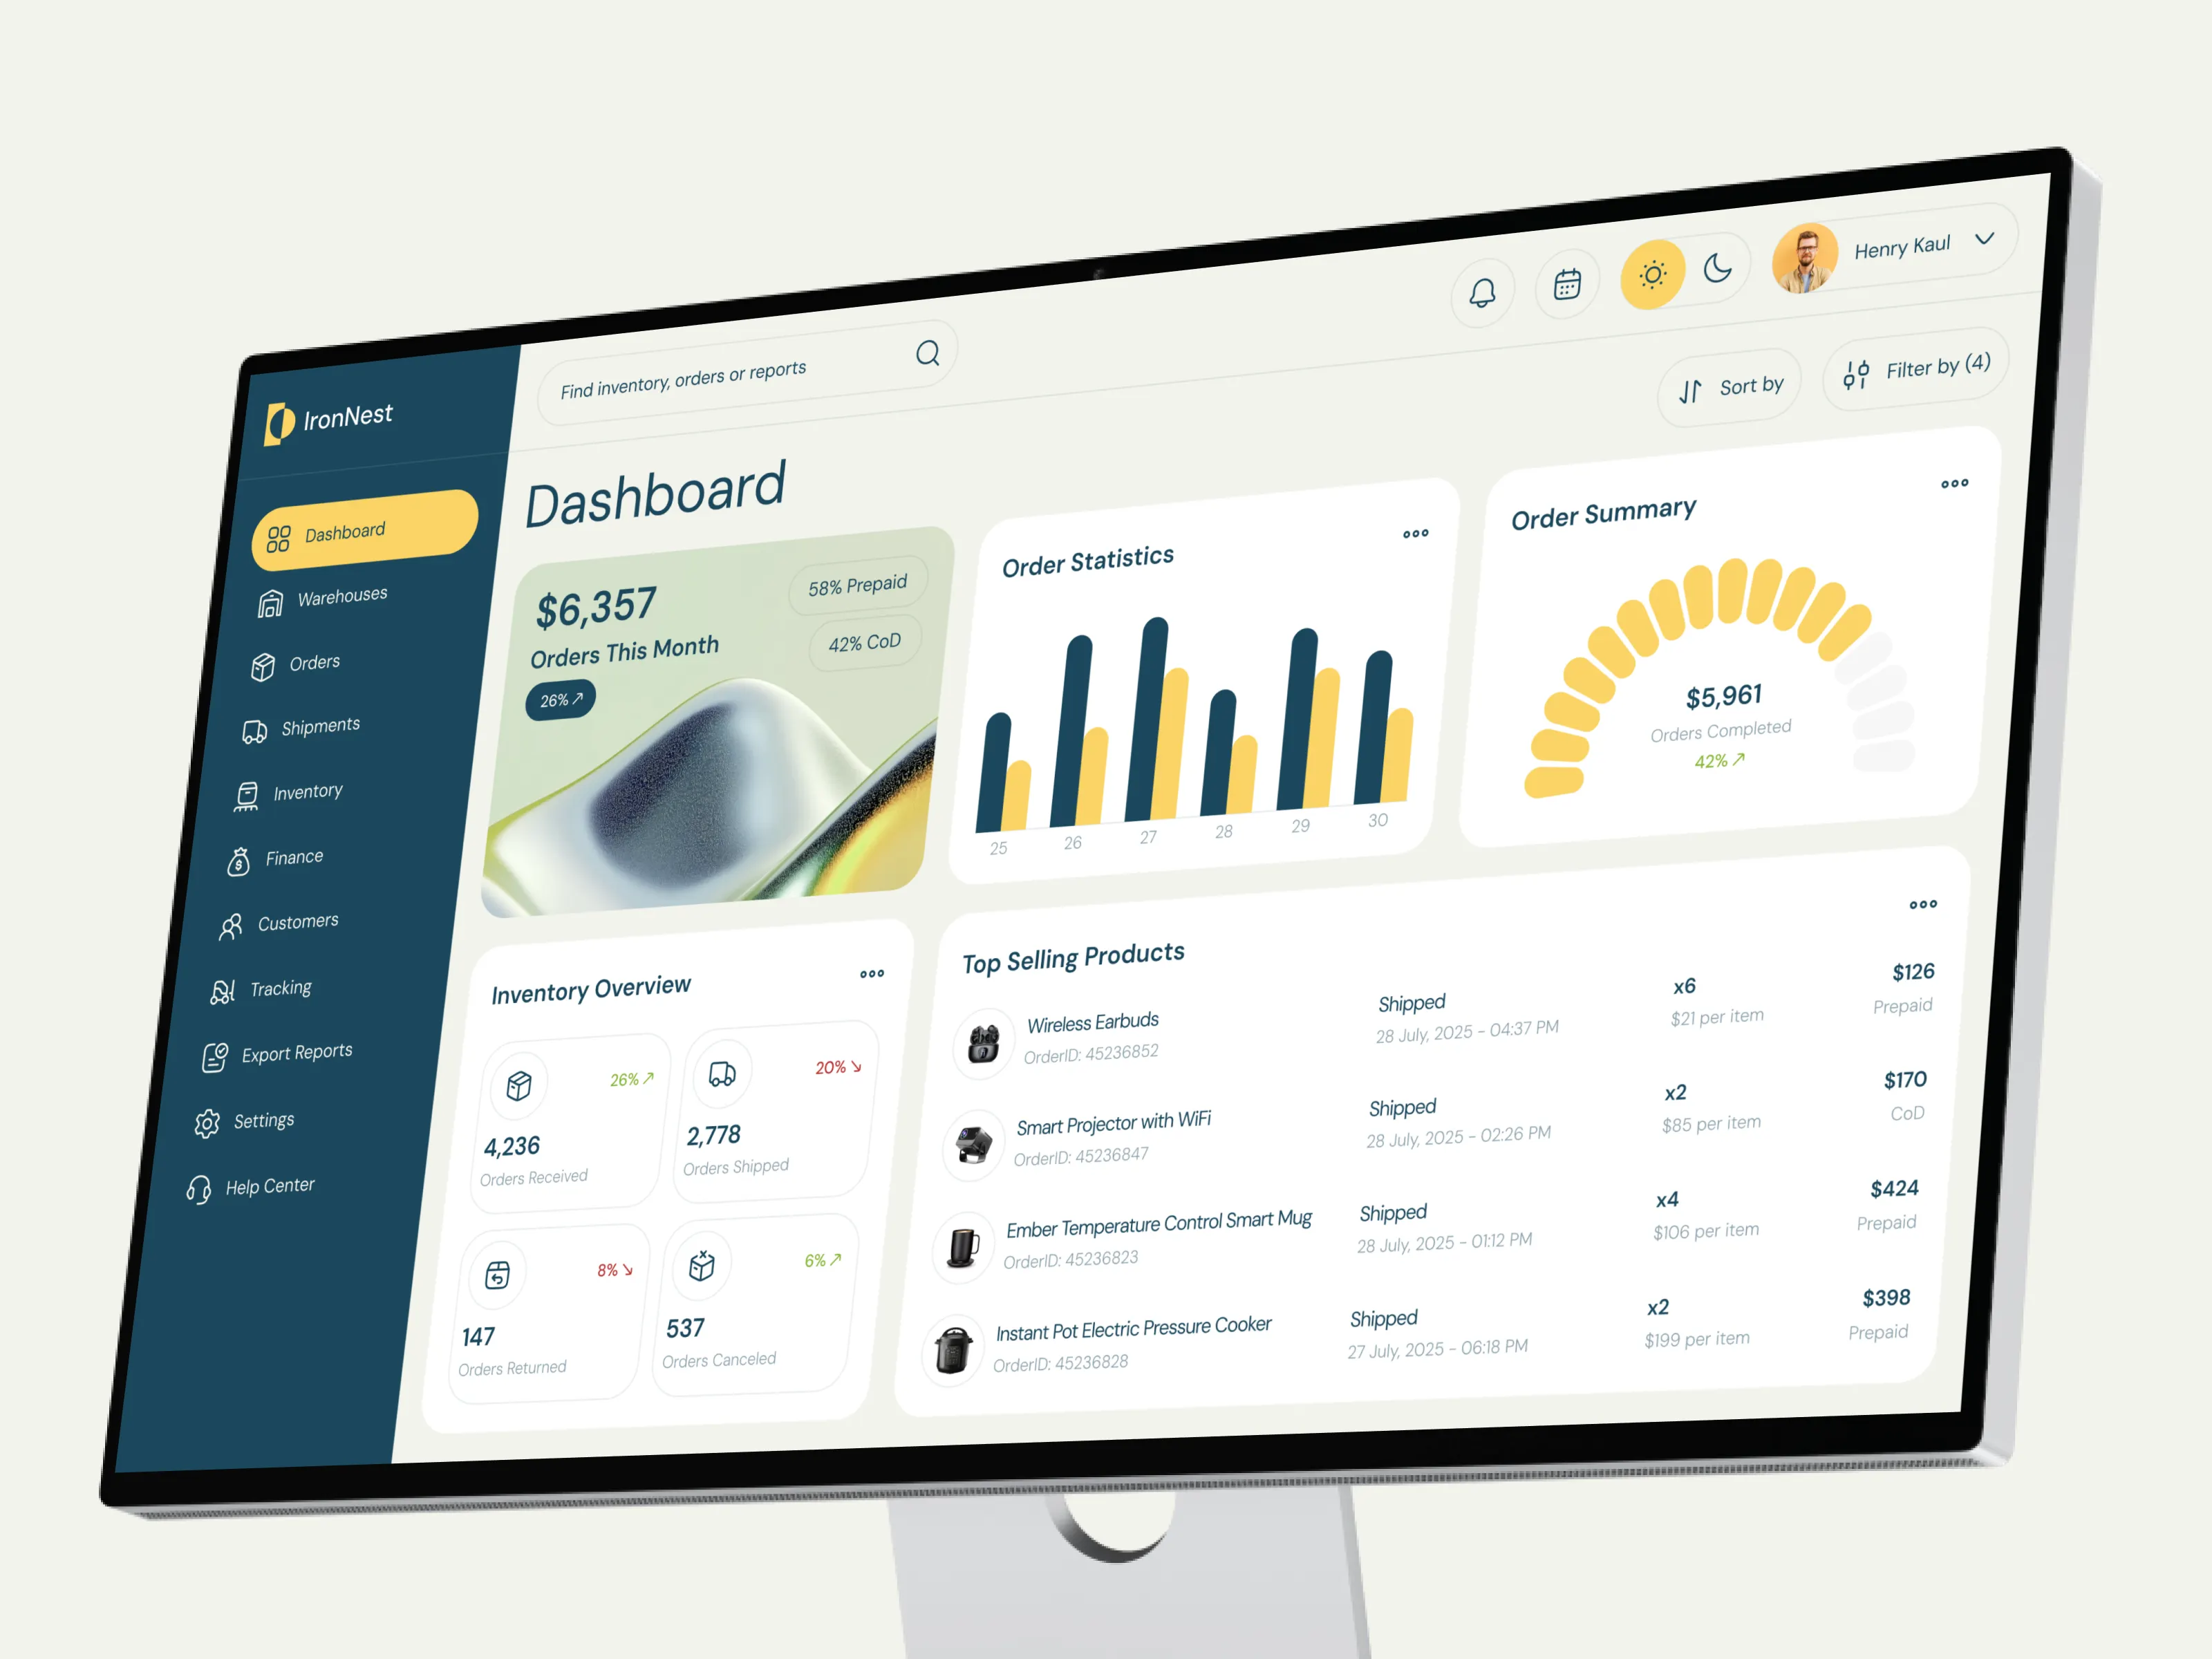 IronNest
Find inventory, orders or reports
Henry Kaul
Sort by
Filter by (4)
Dashboard
Warehouses
Orders
Shipments
Inventory
Finance
Customers
Tracking
Export Reports
Settings
Help Center
Dashboard
$6,357
Orders This Month
26%↗
58% Prepaid
42% CoD
Order Statistics
25 26 27 28 29 30
Order Summary
$5,961
Orders Completed
42%↗
Inventory Overview
26%↗
4,236
Orders Received
20%↘
2,778
Orders Shipped
8%↘
147
Orders Returned
6%↗
537
Orders Canceled
Top Selling Products
Wireless Earbuds
OrderID: 45236852
Shipped
28 July, 2025 - 04:37 PM
x6
$21 per item
$126
Prepaid
Smart Projector with WiFi
OrderID: 45236847
Shipped
28 July, 2025 - 02:26 PM
x2
$85 per item
$170
CoD
Ember Temperature Control Smart Mug
OrderID: 45236823
Shipped
28 July, 2025 - 01:12 PM
x4
$106 per item
$424
Prepaid
Instant Pot Electric Pressure Cooker
OrderID: 45236828
Shipped
27 July, 2025 - 06:18 PM
x2
$199 per item
$398
Prepaid